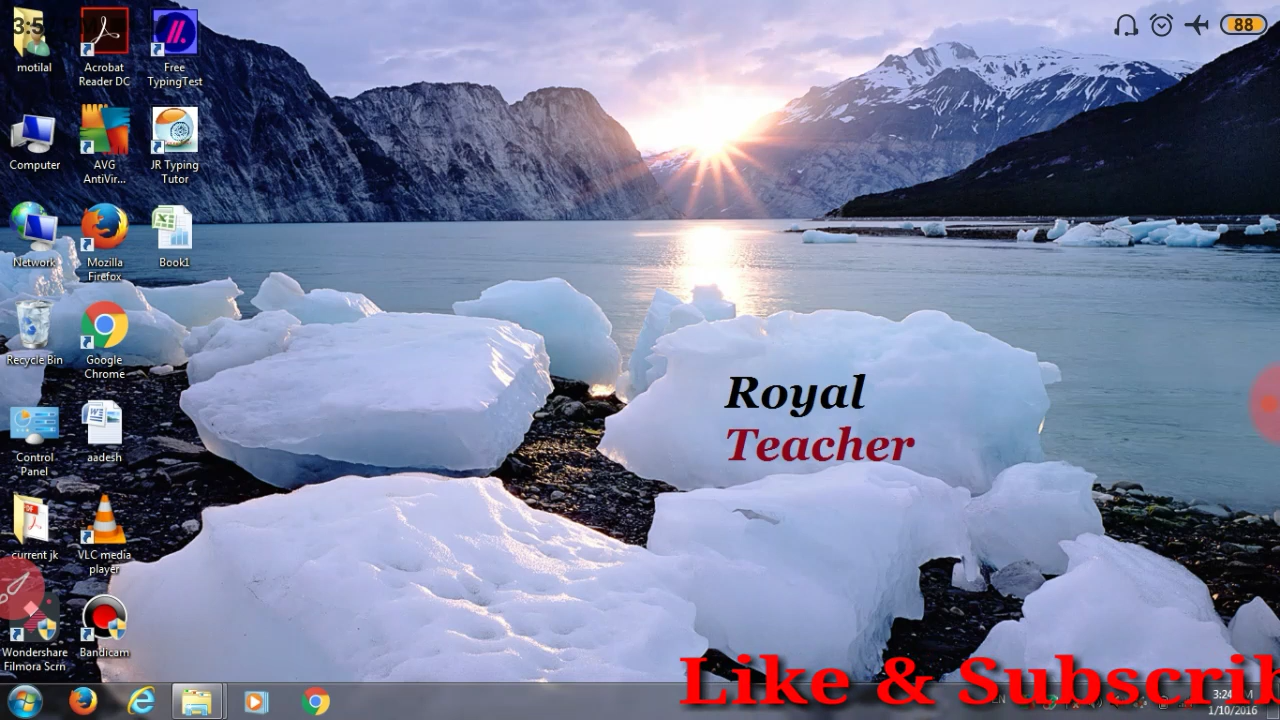 88
motilal
Acrobat
Reader DC
Free
TypingTest
Computer
AVG
AntiVir...
JR Typing
Tutor
Network
Mozilla
Firefox
Book1
Recycle Bin
Google
Chrome
Control
Panel
aadesh
current jk
VLC media
player
Wondershare
Filmora Scrn
Bandicam
Royal
Teacher
Like & Subscrib
1/10/2016